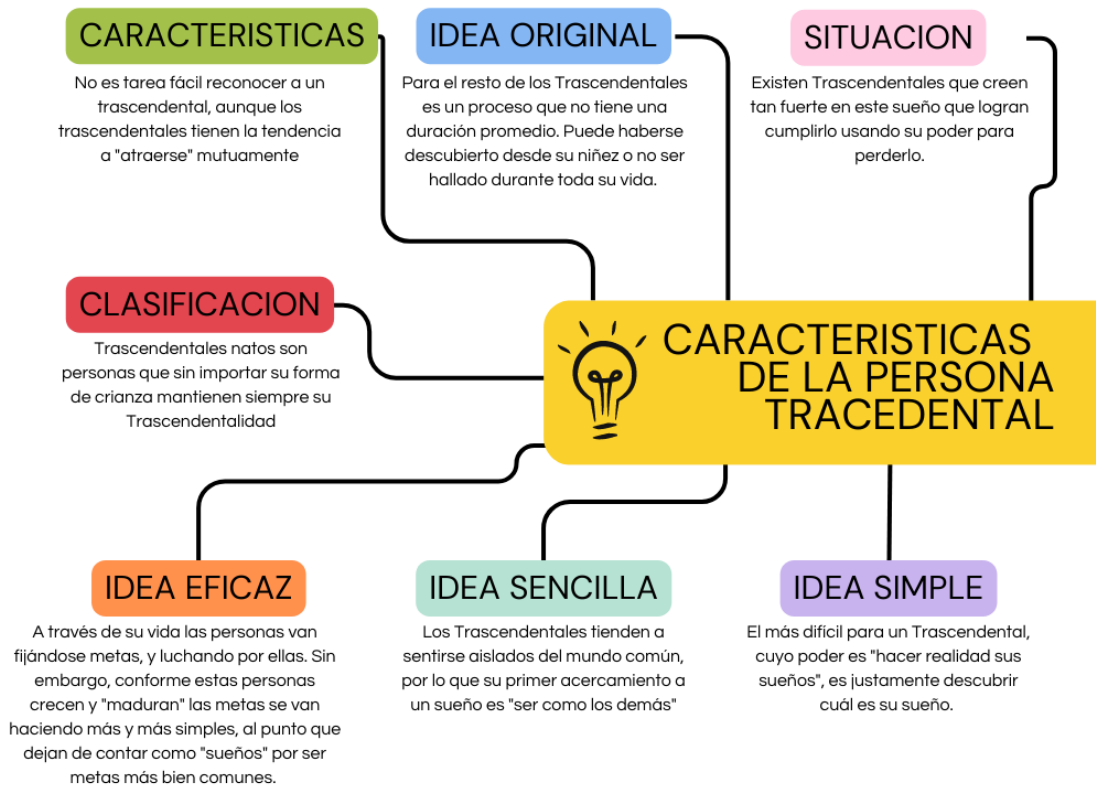 CARACTERISTICAS
No es tarea fácil reconocer a un
trascendental, aunque los
trascendentales tienen la tendencia
a "atraerse" mutuamente
IDEA ORIGINAL
Para el resto de los Trascendentales
es un proceso que no tiene una
duración promedio. Puede haberse
descubierto desde su niñez o no ser
hallado durante toda su vida.
SITUACION
Existen Trascendentales que creen
tan fuerte en este sueño que logran
cumplirlo usando su poder para
perderlo.
CLASIFICACION
Trascendentales natos son
personas que sin importar su forma
de crianza mantienen siempre su
Trascendentalidad
CARACTERISTICAS
DE LA PERSONA
TRACEDENTAL
IDEA EFICAZ
A través de su vida las personas van
fijándose metas, y luchando por ellas. Sin
embargo, conforme estas personas
crecen y "maduran" las metas se van
haciendo más y más simples, al punto que
dejan de contar como "sueños" por ser
metas más bien comunes.
IDEA SENCILLA
Los Trascendentales tienden a
sentirse aislados del mundo común,
por lo que su primer acercamiento a
un sueño es "ser como los demás"
IDEA SIMPLE
El más difícil para un Trascendental,
cuyo poder es "hacer realidad sus
sueños", es justamente descubrir
cuál es su sueño.